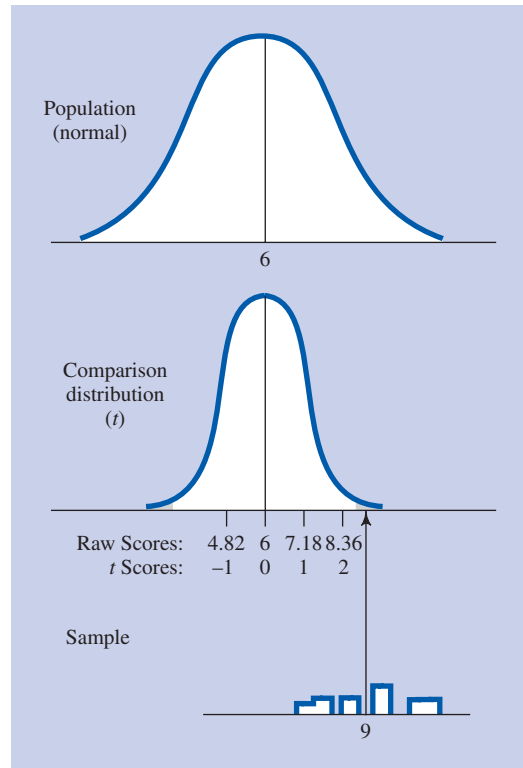 Population
(normal)
6
Comparison
distribution
(t)
Raw Scores: 4.82 6 7.18 8.36
t Scores: –1 0 1 2
Sample
9